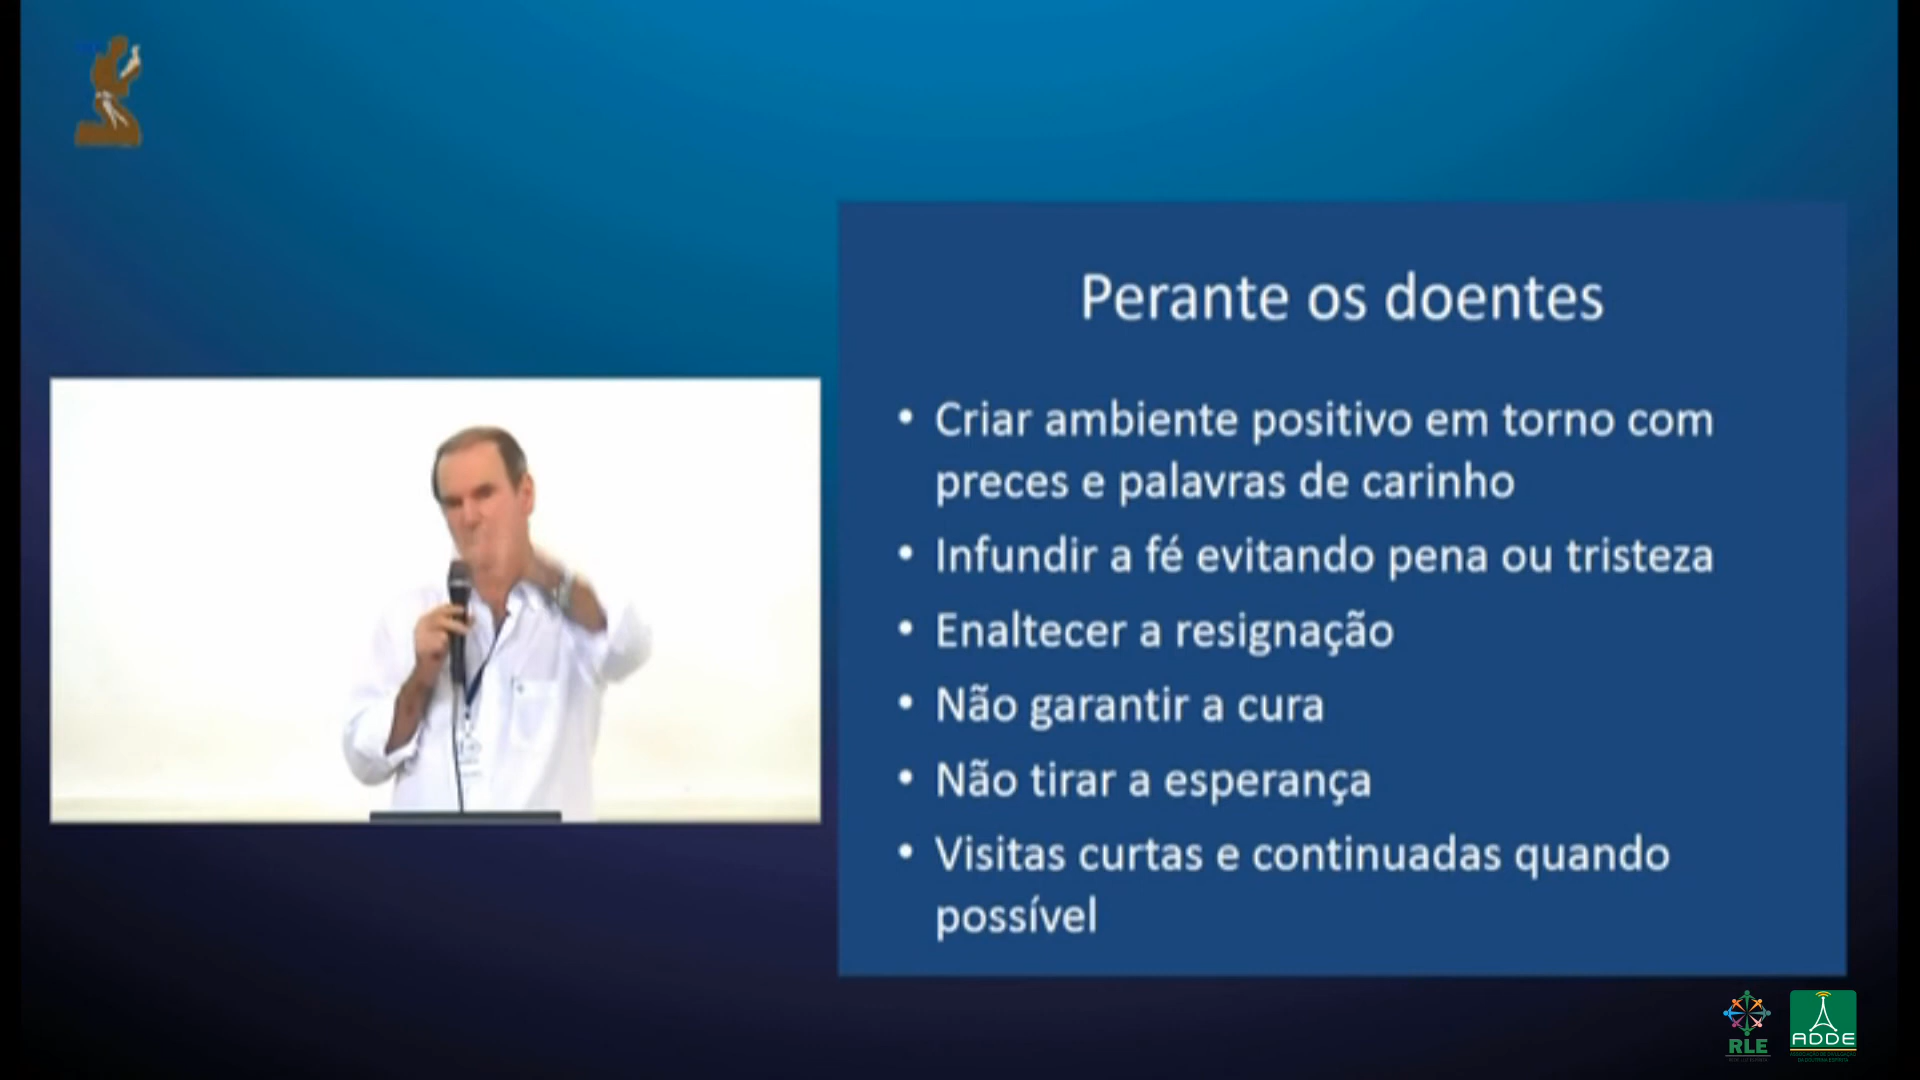 Perante os doentes
• Criar ambiente positivo em torno com
preces e palavras de carinho
• Infundir a fé evitando pena ou tristeza
• Enaltecer a resignação
• Não garantir a cura
• Não tirar a esperança
• Visitas curtas e continuadas quando
possível
RLE
ADDE